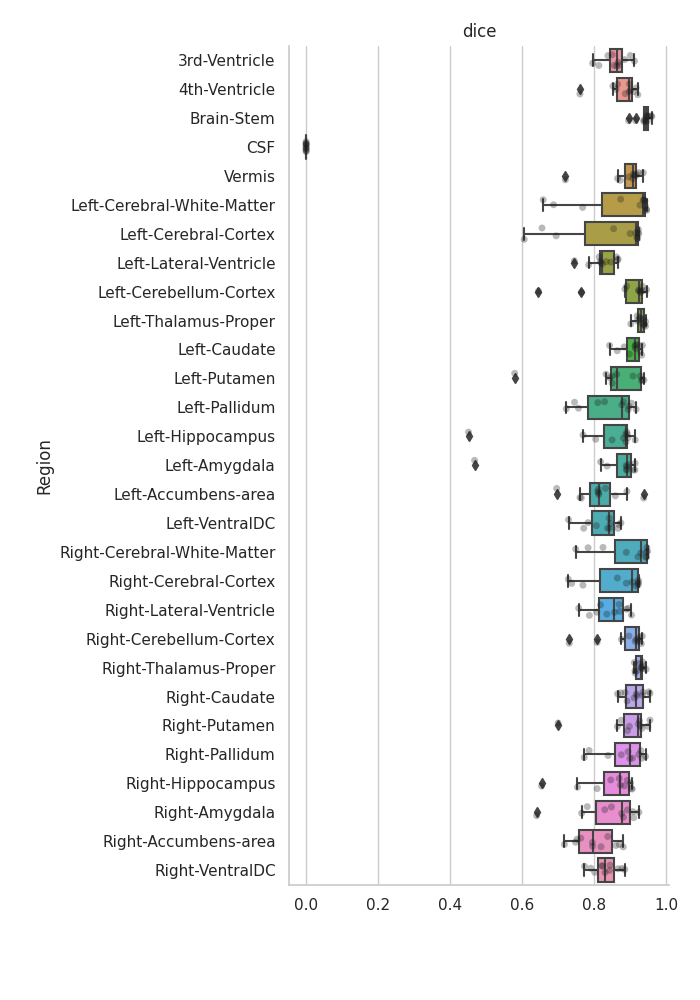 dice
3rd-Ventricle
4th-Ventricle
Brain-Stem
CSF
Vermis
Left-Cerebral-White-Matter
Left-Cerebral-Cortex
Left-Lateral-Ventricle
Left-Cerebellum-Cortex
Left-Thalamus-Proper
Left-Caudate
Left-Putamen
Left-Pallidum
Left-Hippocampus
Left-Amygdala
Left-Accumbens-area
Left-VentralDC
Right-Cerebral-White-Matter
Right-Cerebral-Cortex
Right-Lateral-Ventricle
Right-Cerebellum-Cortex
Right-Thalamus-Proper
Right-Caudate
Right-Putamen
Right-Pallidum
Right-Hippocampus
Right-Amygdala
Right-Accumbens-area
Right-VentralDC
Region
0.0 0.2 0.4 0.6 0.8 1.0